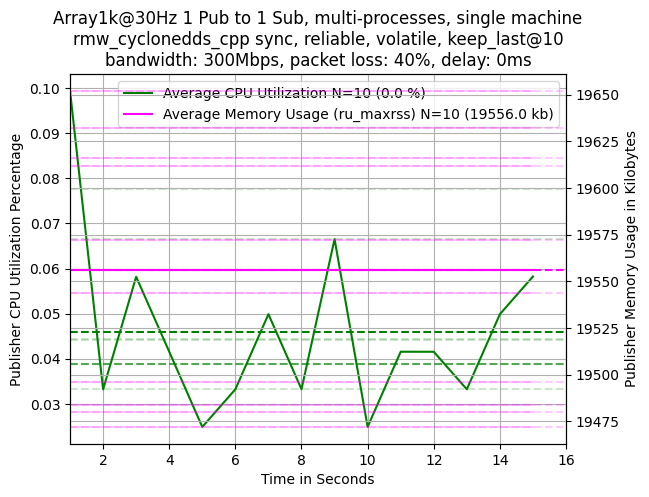 Array1k@30Hz 1 Pub to 1 Sub, multi-processes, single machine
rmw_cyclonedds_cpp sync, reliable, volatile, keep_last@10
bandwidth: 300Mbps, packet loss: 40%, delay: 0ms
Average CPU Utilization N=10 (0.0 %)
Average Memory Usage (ru_maxrss) N=10 (19556.0 kb)
Publisher CPU Utilization Percentage
0.10
0.09
0.08
0.07
0.06
0.05
0.04
0.03
19650
19625
19600
19575
19550
19525
19500
19475
Publisher Memory Usage in Kilobytes
2 4 6 8 10 12 14 16
Time in Seconds